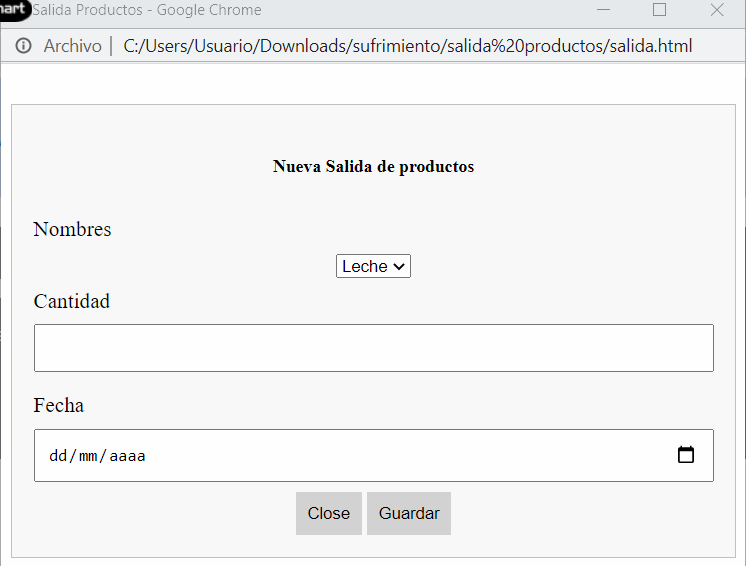 Salida Productos - Google Chrome
Archivo | C:/Users/Usuario/Downloads/sufrimiento/salida%20productos/salida.html
Nueva Salida de productos
Nombres
Leche
Cantidad
Fecha
dd/mm/aaaa
Close Guardar